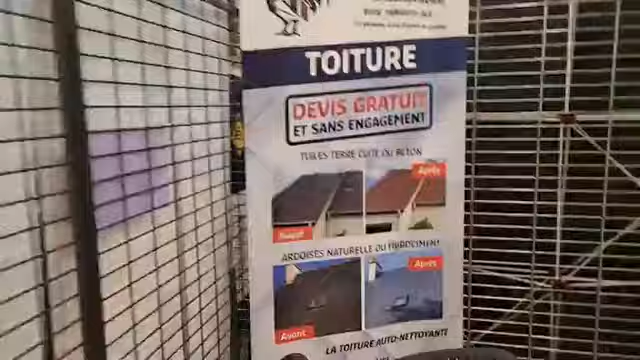 TOITURE
DEVIS GRATUIT
ET SANS ENGAGEMENT
TUILES TERRE CUITE OU BETON
Avant
Après
ARDOISES NATURELLE OU FIBROCIMENT
Avant
Après
LA TOITURE AUTO-NETTOYANTE